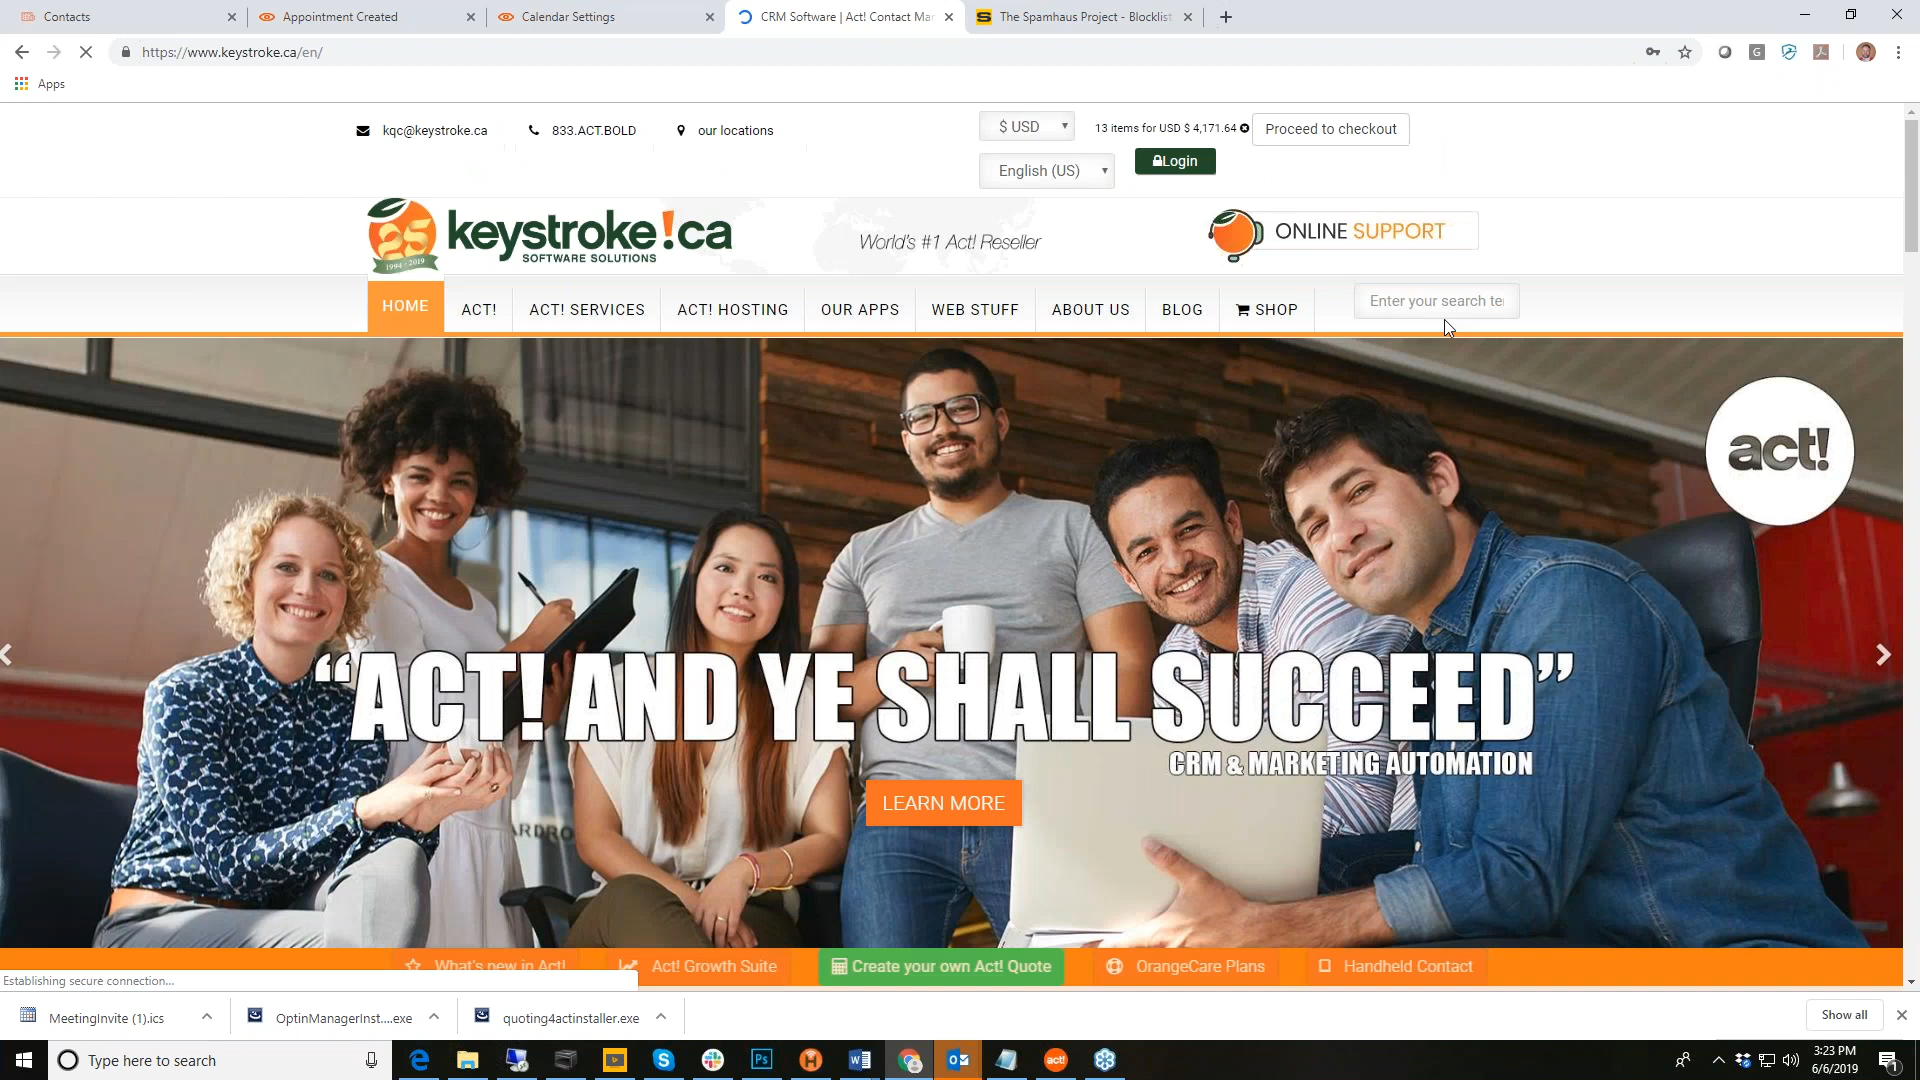 Contacts
Appointment Created
Calendar Settings
CRM Software | Act! Contact Mar
The Spamhaus Project - Blocklist
https://www.keystroke.ca/en/
Apps
kqc@keystroke.ca
833.ACT.BOLD
our locations
$ USD
13 items for USD $ 4,171.64
Proceed to checkout
English (US)
Login
25
1994 - 2019
keystroke!ca
SOFTWARE SOLUTIONS
World's #1 Act! Reseller
ONLINE SUPPORT
HOME
ACT!
ACT! SERVICES
ACT! HOSTING
OUR APPS
WEB STUFF
ABOUT US
BLOG
SHOP
Enter your search te
act!
“ACT! AND YE SHALL SUCCEED”
CRM & MARKETING AUTOMATION
LEARN MORE
What's new in Act!
Act! Growth Suite
Create your own Act! Quote
OrangeCare Plans
Handheld Contact
Establishing secure connection...
MeetingInvite (1).ics
OptinManagerInst....exe
quoting4actinstaller.exe
Show all
Type here to search
3:23 PM
6/6/2019